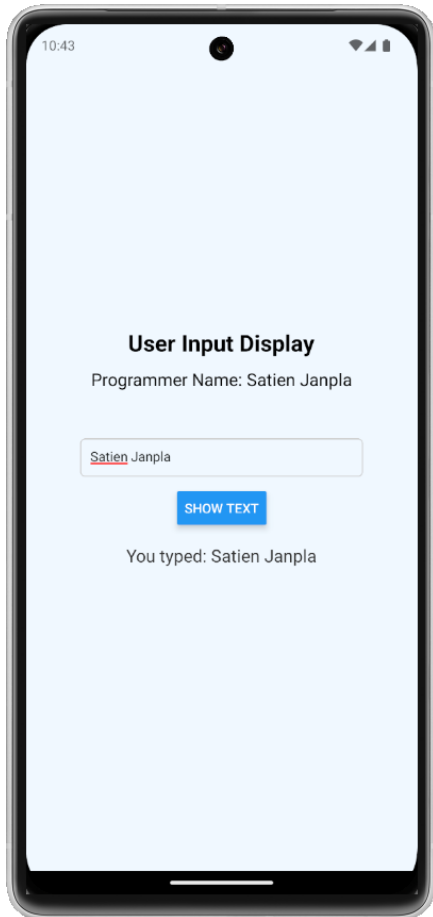 10:43
User Input Display
Programmer Name: Satien Janpla
Satien Janpla
SHOW TEXT
You typed: Satien Janpla